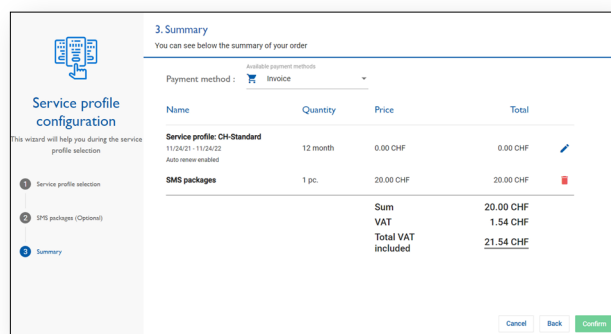 Service profile
configuration
This wizard will help you during the service
profile selection
1 Service profile selection
2 SMS packages (Optional)
3 Summary
3. Summary
You can see below the summary of your order
Available payment methods
Payment method : Invoice
Name Quantity Price Total
Service profile: CH-Standard
11/24/21 - 11/24/22 12 month 0.00 CHF 0.00 CHF
Auto renew enabled
SMS packages 1 pc. 20.00 CHF 20.00 CHF
Sum 20.00 CHF
VAT 1.54 CHF
Total VAT
included 21.54 CHF
Cancel Back Confirm